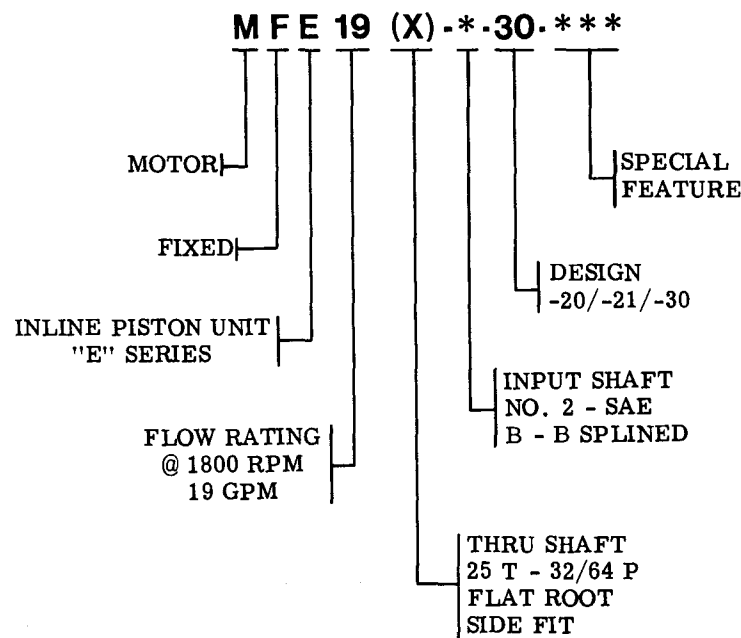 M F E 19 (X) - * - 30 - * * *
MOTOR
SPECIAL
FEATURE
FIXED
DESIGN
-20/-21/-30
INLINE PISTON UNIT
"E" SERIES
INPUT SHAFT
NO. 2 - SAE
B - B SPLINED
FLOW RATING
@ 1800 RPM
19 GPM
THRU SHAFT
25 T - 32/64 P
FLAT ROOT
SIDE FIT